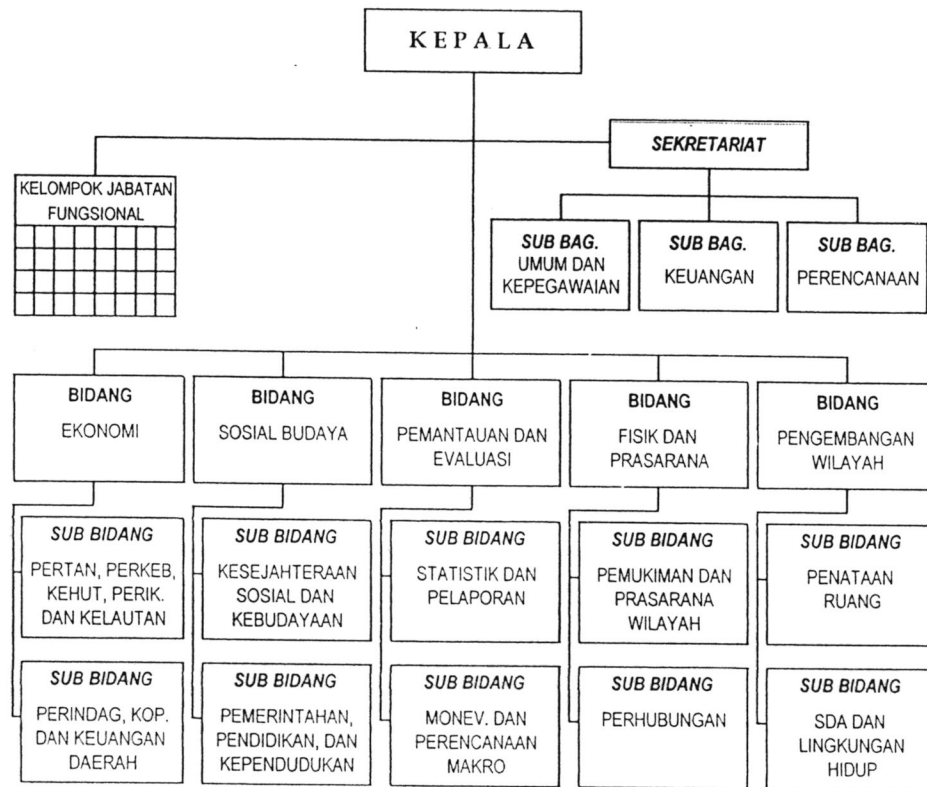 KEPALA
SEKRETARIAT
KELOMPOK JABATAN
FUNGSIONAL
SUB BAG.
UMUM DAN
KEPEGAWAIAN
SUB BAG.
KEUANGAN
SUB BAG.
PERENCANAAN
BIDANG
EKONOMI
BIDANG
SOSIAL BUDAYA
BIDANG
PEMANTAUAN DAN
EVALUASI
BIDANG
FISIK DAN
PRASARANA
BIDANG
PENGEMBANGAN
WILAYAH
SUB BIDANG
PERTAN, PERKEB,
KEHUT, PERIK.
DAN KELAUTAN
SUB BIDANG
KESEJAHTERAAN
SOSIAL DAN
KEBUDAYAAN
SUB BIDANG
STATISTIK DAN
PELAPORAN
SUB BIDANG
PEMUKIMAN DAN
PRASARANA
WILAYAH
SUB BIDANG
PENATAAN
RUANG
SUB BIDANG
PERINDAG, KOP.
DAN KEUANGAN
DAERAH
SUB BIDANG
PEMERINTAHAN,
PENDIDIKAN, DAN
KEPENDUDUKAN
SUB BIDANG
MONEV. DAN
PERENCANAAN
MAKRO
SUB BIDANG
PERHUBUNGAN
SUB BIDANG
SDA DAN
LINGKUNGAN
HIDUP